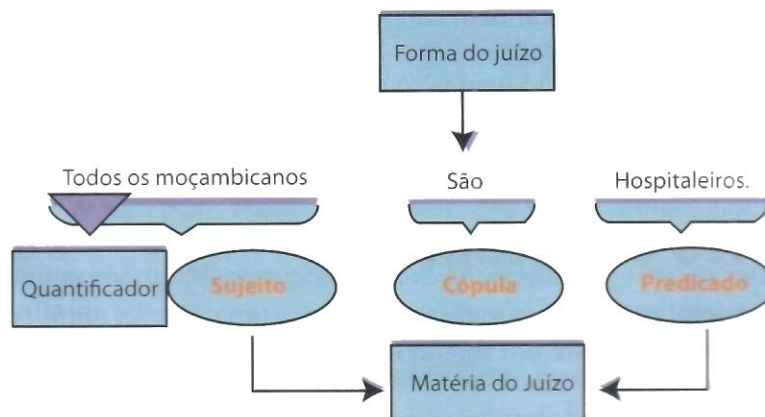 Forma do juízo
Todos os moçambicanos São Hospitaleiros.
Quantificador Sujeito Cópula Predicado
Matéria do Juízo